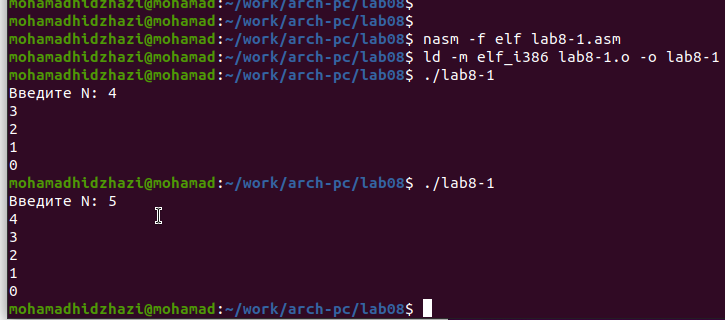 mohamadhidzhazi@mohamad:~/work/arch-pc/lab08$
mohamadhidzhazi@mohamad:~/work/arch-pc/lab08$
mohamadhidzhazi@mohamad:~/work/arch-pc/lab08$ nasm -f elf lab8-1.asm
mohamadhidzhazi@mohamad:~/work/arch-pc/lab08$ ld -m elf_i386 lab8-1.o -o lab8-1
mohamadhidzhazi@mohamad:~/work/arch-pc/lab08$ ./lab8-1
Введите N: 4
3
2
1
0
mohamadhidzhazi@mohamad:~/work/arch-pc/lab08$ ./lab8-1
Введите N: 5
4
3
2
1
0
mohamadhidzhazi@mohamad:~/work/arch-pc/lab08$